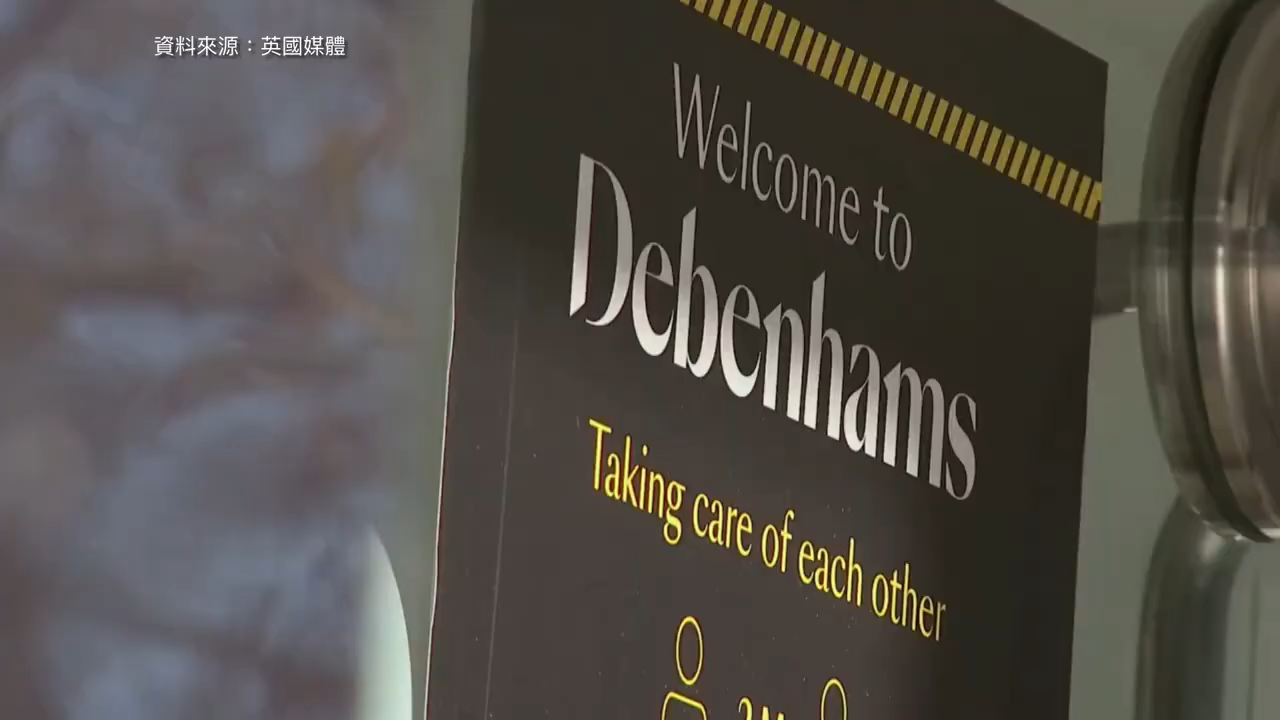 資料來源：英國媒體
Welcome to
Debenhams
Taking care of each other